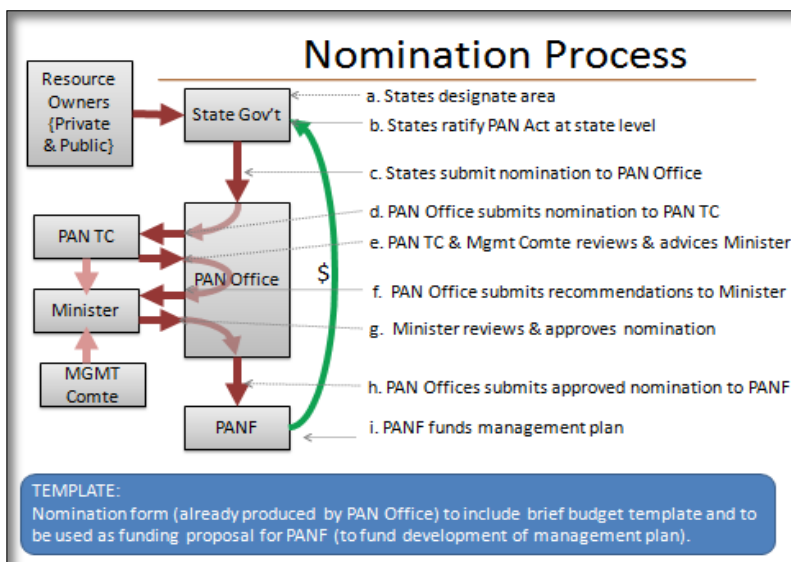 Nomination Process
Resource
Owners
{Private
& Public}
State Gov't
a. States designate area
b. States ratify PAN Act at state level
c. States submit nomination to PAN Office
d. PAN Office submits nomination to PAN TC
PAN TC
e. PAN TC & Mgmt Comte reviews & advices Minister
PAN Office
$
Minister
f. PAN Office submits recommendations to Minister
g. Minister reviews & approves nomination
MGMT
Comte
h. PAN Offices submits approved nomination to PANF
PANF
i. PANF funds management plan
TEMPLATE:
Nomination form (already produced by PAN Office) to include brief budget template and to
be used as funding proposal for PANF (to fund development of management plan).